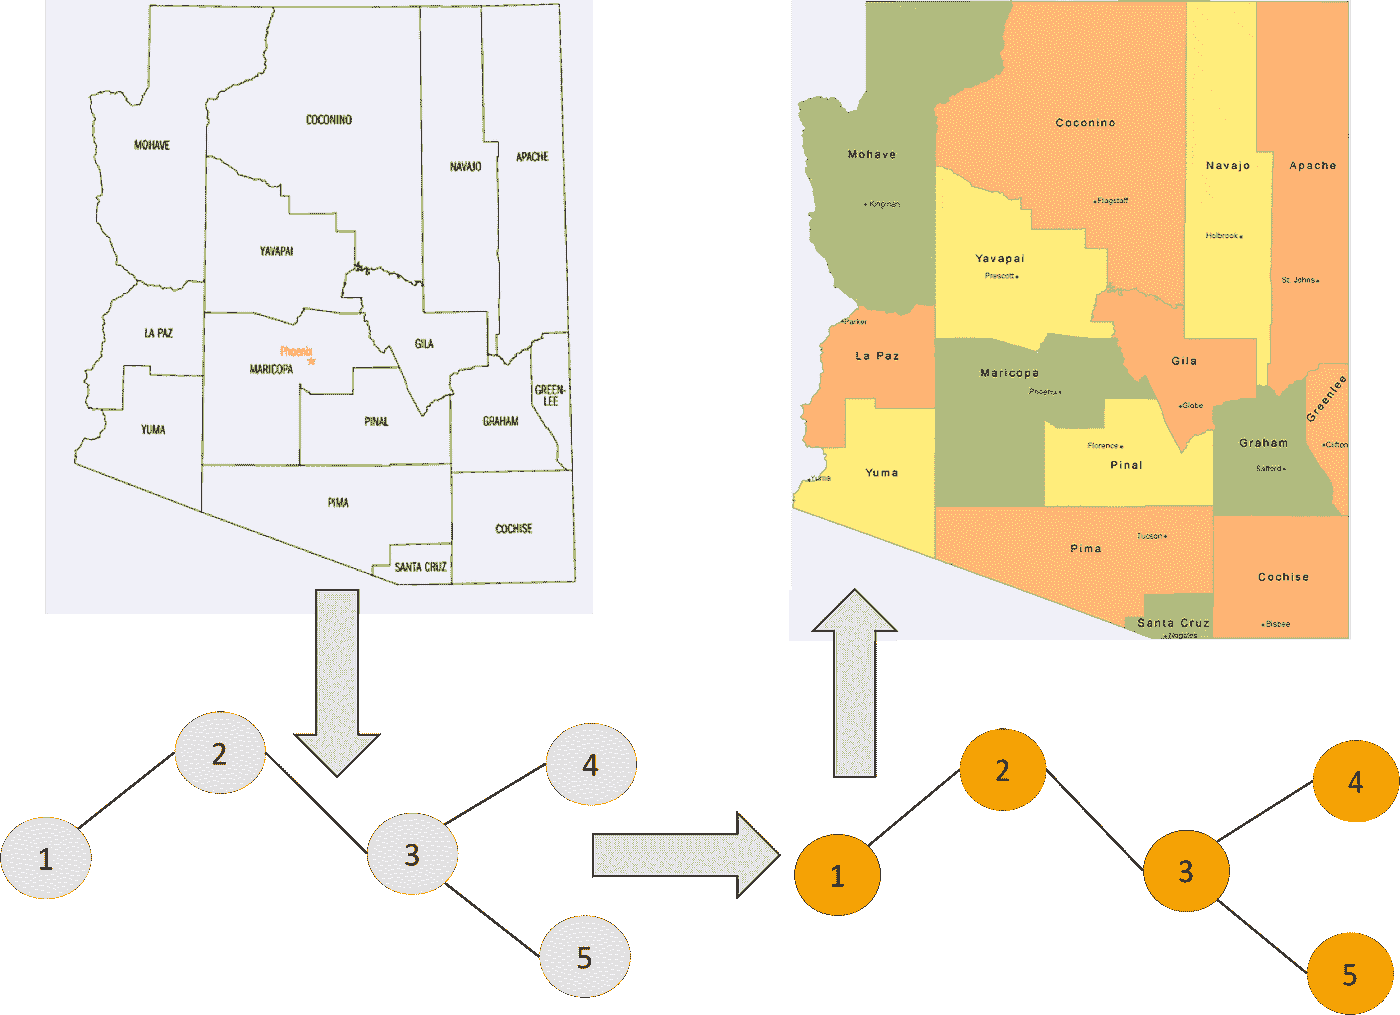 COCONINO
MOHAVE
NAVAJO
APACHE
YAVAPAI
LA PAZ
Phoenix
MARICOPA
GILA
GREEN-
LEE
YUMA
PINAL
GRAHAM
PIMA
COCHISE
SANTA CRUZ
Coconino
Mohave
Navajo
Apache
Kingman
Flagstaff
Holbrook
Yavapai
Prescott
St. Johns
Parker
La Paz
Maricopa
Gila
Phoenix
Globe
Greenlee
Yuma
Florence
Pinal
Graham
Safford
Clifton
Yuma
Pima
Tucson
Cochise
Santa Cruz
Nogales
Bisbee
1
2
3
4
5
1
2
3
4
5